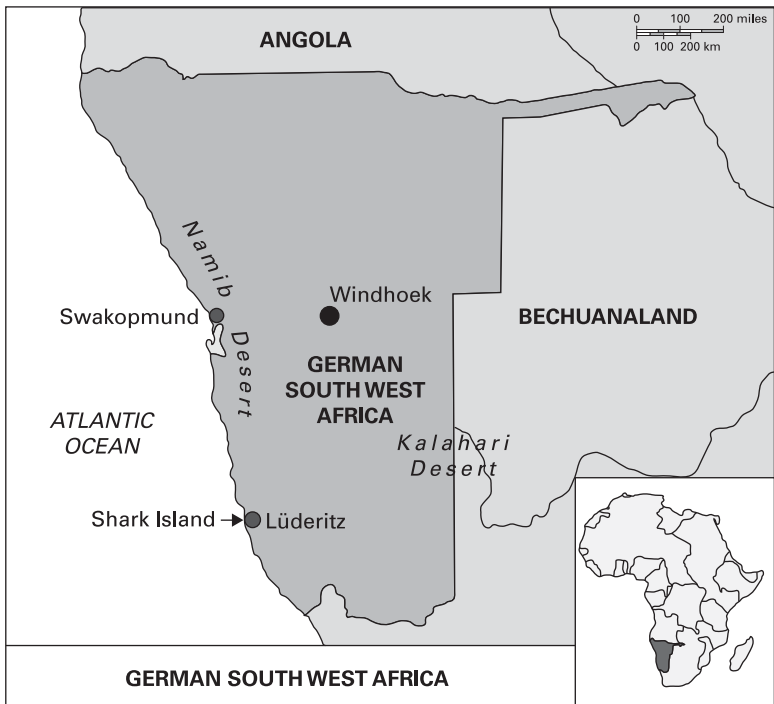 0 100 200 miles
0 100 200 km
ANGOLA
Namib Desert
Windhoek
Swakopmund
BECHUANALAND
GERMAN
SOUTH WEST
AFRICA
ATLANTIC
OCEAN
Kalahari
Desert
Shark Island
Lüderitz
GERMAN SOUTH WEST AFRICA